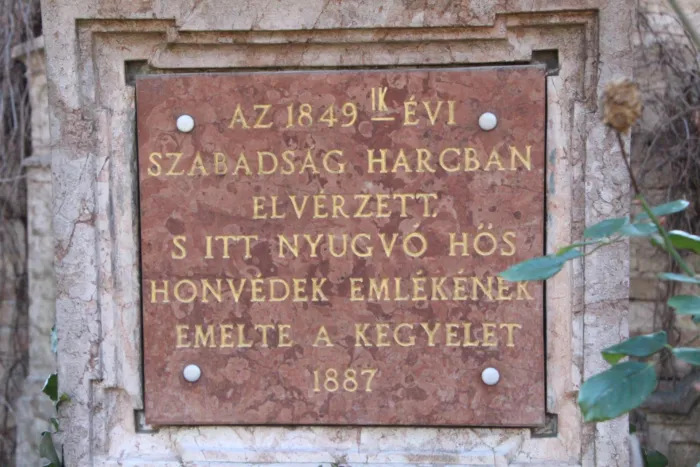 AZ 1849 IK ÉVI
SZABADSÁG HARCBAN
ELVÉRZETT.
S ITT NYUGVÓ HŐS
HONVÉDEK EMLÉKÉNEK
EMELTE A KEGYELET
1887